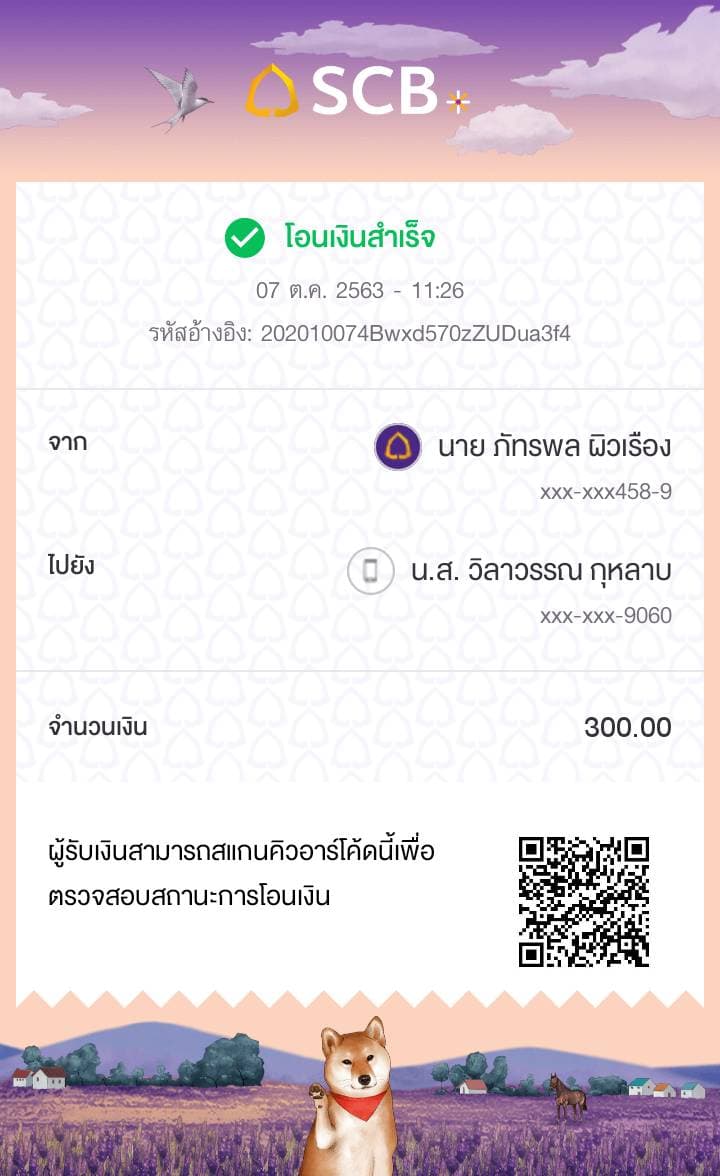 SCB
โอนเงินสำเร็จ
07 ต.ค. 2563 - 11:26
รหัสอ้างอิง: 202010074Bwxd570zZUDua3f4
จาก
นาย ภัทรพล ผิวเรือง
xxx-xxx458-9
ไปยัง
น.ส. วิลาวรรณ กุหลาบ
xxx-xxx-9060
จำนวนเงิน
300.00
ผู้รับเงินสามารถสแกนคิวอาร์โค้ดนี้เพื่อ
ตรวจสอบสถานะการโอนเงิน